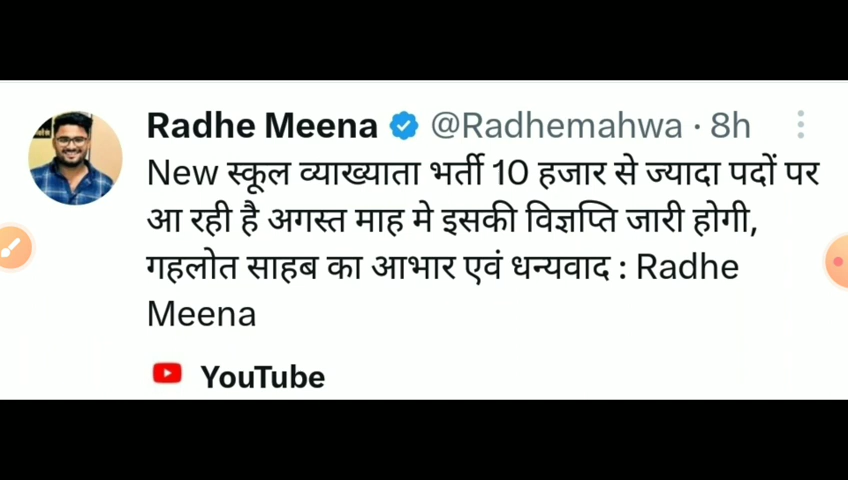 Radhe Meena @Radhemahwa · 8h
New स्कूल व्याख्याता भर्ती 10 हजार से ज्यादा पदों पर
आ रही है अगस्त माह मे इसकी विज्ञप्ति जारी होगी,
गहलोत साहब का आभार एवं धन्यवाद : Radhe
Meena
YouTube